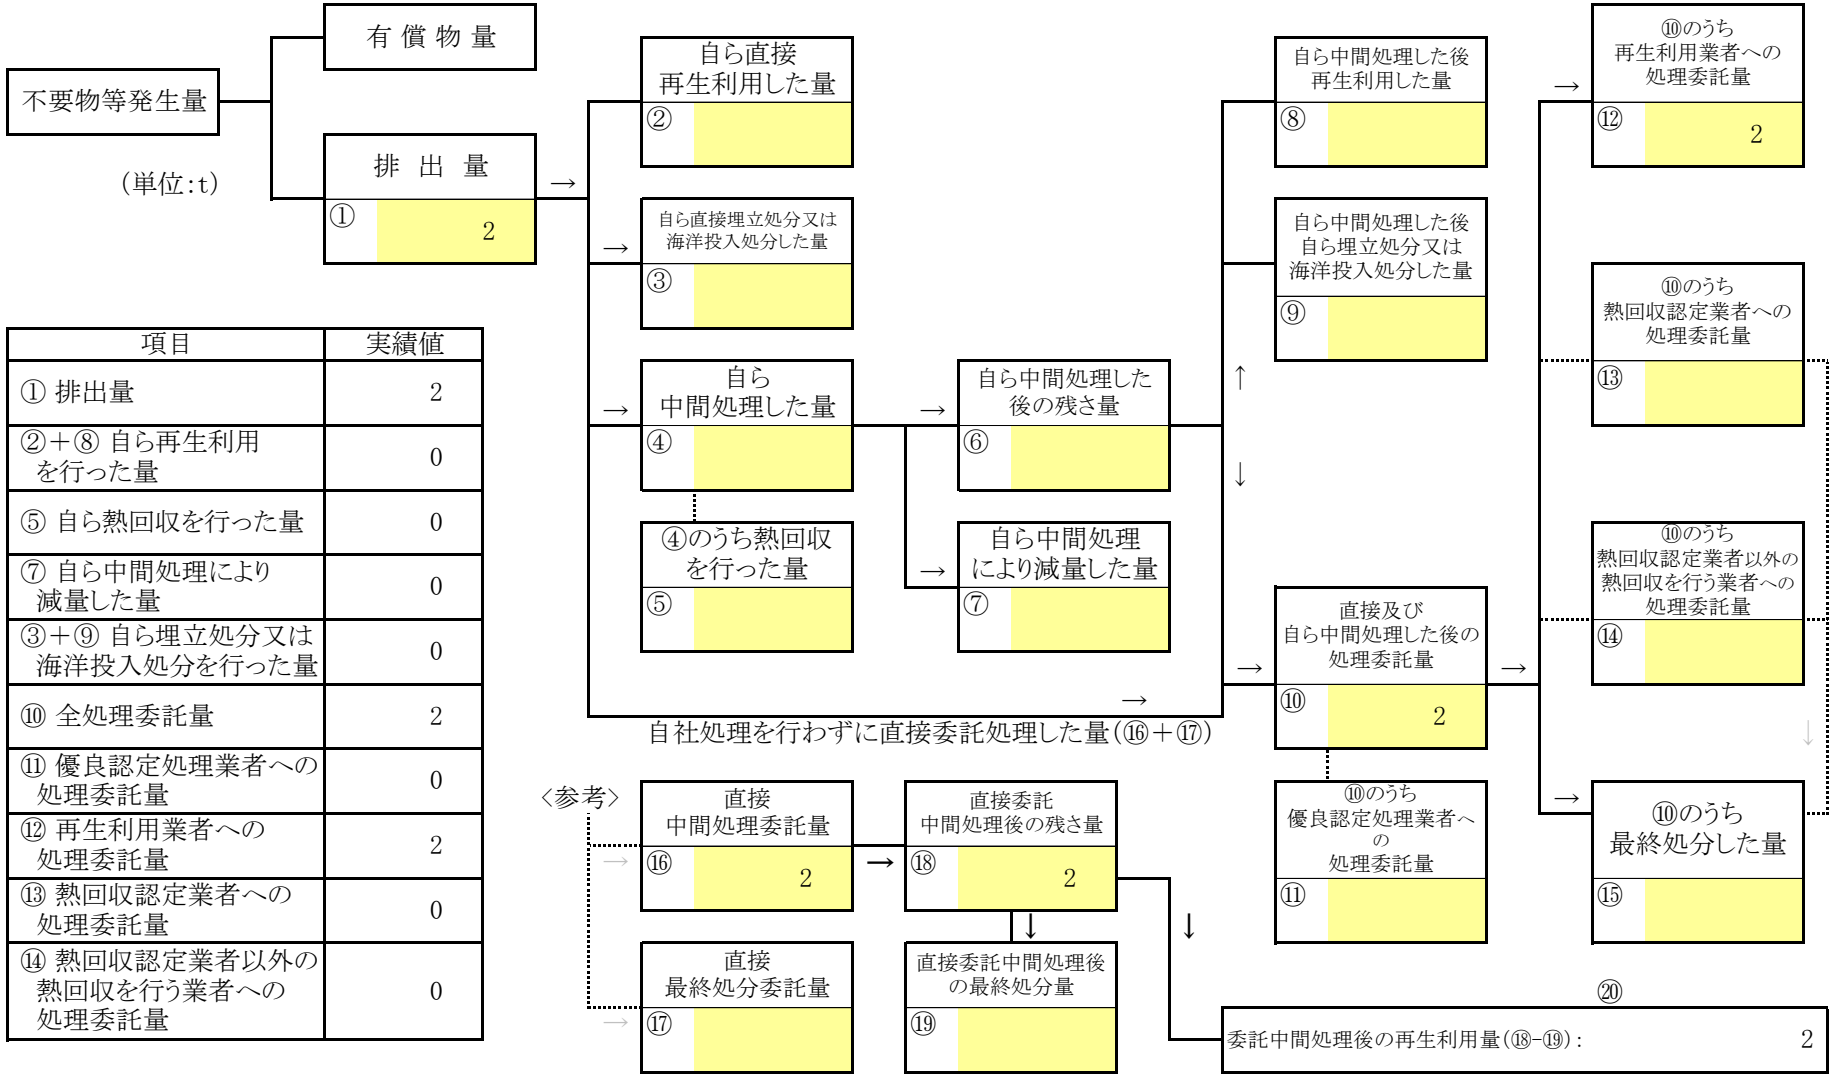 有 償 物 量
不要物等発生量
(単位:t)
排 出 量
①
2
→
自ら直接
再生利用した量
②
→
自ら直接埋立処分又は
海洋投入処分した量
③
→
自ら
中間処理した量
④
④のうち熱回収
を行った量
⑤
→
自ら中間処理した
後の残さ量
⑥
→
自ら中間処理
により減量した量
⑦
自ら中間処理した後
再生利用した量
⑧
自ら中間処理した後
自ら埋立処分又は
海洋投入処分した量
⑨
↑
↓
→
自社処理を行わずに直接委託処理した量(⑯+⑰)
→
直接及び
自ら中間処理した後の
処理委託量
⑩
2
→
⑩のうち
優良認定処理業者へ
の
処理委託量
⑪
→
⑩のうち
再生利用業者への
処理委託量
⑫
2
⑩のうち
熱回収認定業者への
処理委託量
⑬
⑩のうち
熱回収認定業者以外の
熱回収を行う業者への
処理委託量
⑭
↓
→
⑩のうち
最終処分した量
⑮
項目 実績値
① 排出量 2
②+⑧ 自ら再生利用
を行った量 0
⑤ 自ら熱回収を行った量 0
⑦ 自ら中間処理により
減量した量 0
③+⑨ 自ら埋立処分又は
海洋投入処分を行った量 0
⑩ 全処理委託量 2
⑪ 優良認定処理業者への
処理委託量 0
⑫ 再生利用業者への
処理委託量 2
⑬ 熱回収認定業者への
処理委託量 0
⑭ 熱回収認定業者以外の
熱回収を行う業者への
処理委託量 0
〈参考〉
→
直接
中間処理委託量
⑯
2
→
直接委託
中間処理後の残さ量
⑱
2
↓
↓
→
直接
最終処分委託量
⑰
直接委託中間処理後
の最終処分量
⑲
⑳
委託中間処理後の再生利用量(⑱-⑲): 2